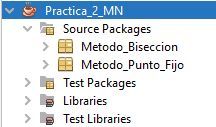 Practica_2_MN
Source Packages
Metodo_Biseccion
Metodo_Punto_Fijo
Test Packages
Libraries
Test Libraries